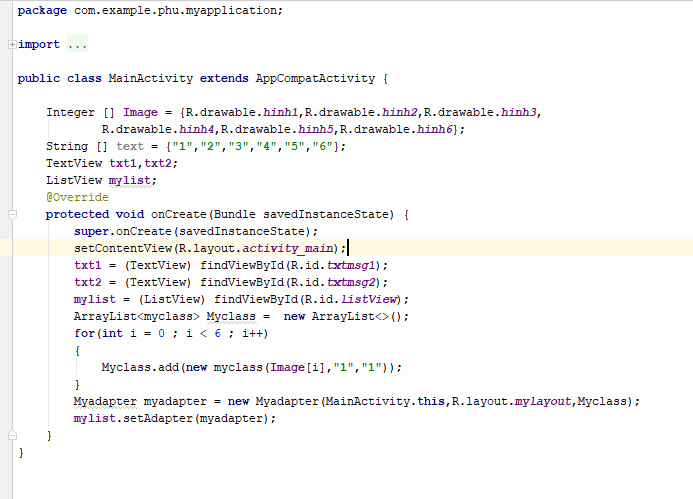 package com.example.phu.myapplication;
import ...
public class MainActivity extends AppCompatActivity {
Integer [] Image = {R.drawable.hinh1,R.drawable.hinh2,R.drawable.hinh3,
R.drawable.hinh4,R.drawable.hinh5,R.drawable.hinh6};
String [] text = {"1","2","3","4","5","6"};
TextView txt1,txt2;
ListView mylist;
@Override
protected void onCreate(Bundle savedInstanceState) {
super.onCreate(savedInstanceState);
setContentView(R.layout.activity_main);
txt1 = (TextView) findViewById(R.id.txtmsg1);
txt2 = (TextView) findViewById(R.id.txtmsg2);
mylist = (ListView) findViewById(R.id.ListView);
ArrayList<myclass> Myclass =  new ArrayList<>();
for(int i = 0 ; i < 6 ; i++)
{
Myclass.add(new myclass(Image[i],"1","1"));
}
Myadapter myadapter = new Myadapter(MainActivity.this,R.layout.mylayout,Myclass);
mylist.setAdapter(myadapter);
}
}